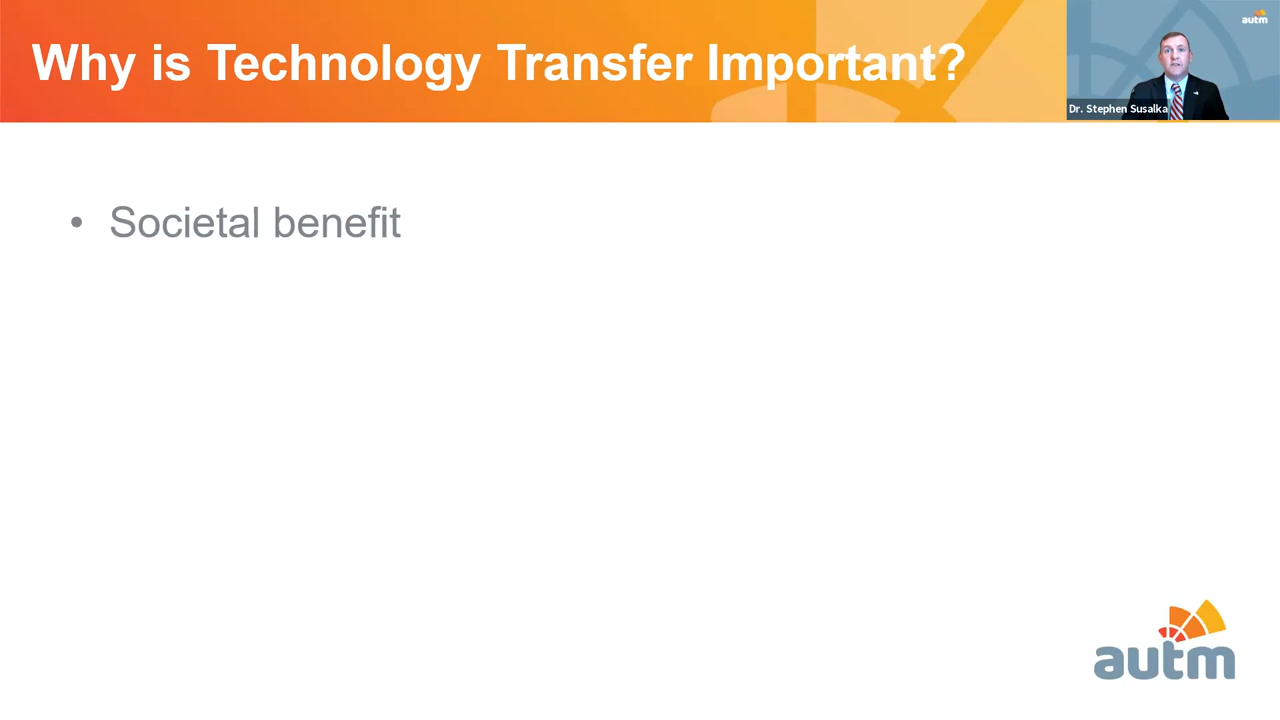 Why is Technology Transfer Important?
autm
Dr. Stephen Susalka
• Societal benefit
autm